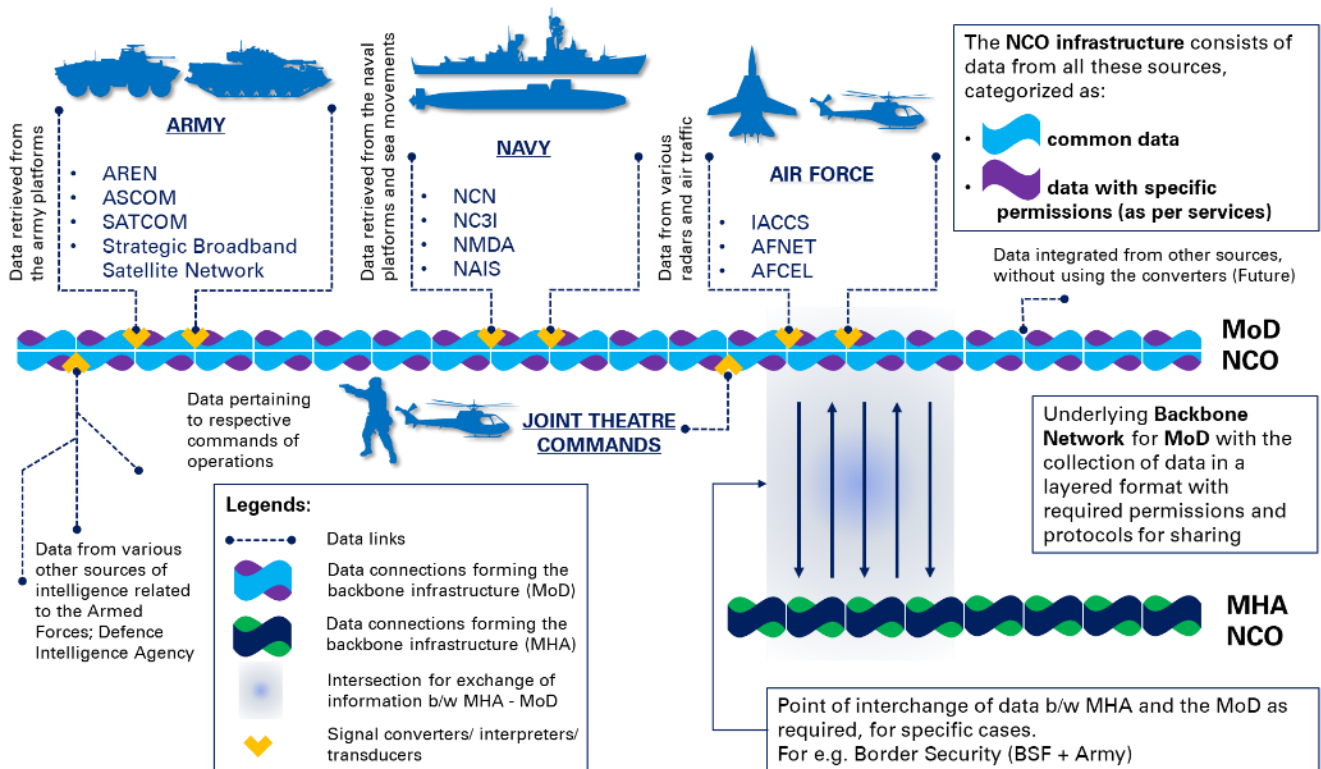 Data retrieved from
the army platforms
ARMY
• AREN
• ASCOM
• SATCOM
• Strategic Broadband
Satellite Network
Data retrieved from the naval
platforms and sea movements
NAVY
• NCN
• NC3I
• NMDA
• NAIS
Data from various
radars and air traffic
AIR FORCE
• IACCS
• AFNET
• AFCEL
The NCO infrastructure consists of
data from all these sources,
categorized as:
• common data
• data with specific
permissions (as per services)
Data integrated from other sources,
without using the converters (Future)
MoD
NCO
Data pertaining
to respective
commands of
operations
JOINT THEATRE
COMMANDS
Underlying Backbone
Network for MoD with the
collection of data in a
layered format with
required permissions and
protocols for sharing
Data from various
other sources of
intelligence related
to the Armed
Forces; Defence
Intelligence Agency
Legends:
Data links
Data connections forming the
backbone infrastructure (MoD)
Data connections forming the
backbone infrastructure (MHA)
Intersection for exchange of
information b/w MHA - MoD
Signal converters/ interpreters/
transducers
MHA
NCO
Point of interchange of data b/w MHA and the MoD as
required, for specific cases.
For e.g. Border Security (BSF + Army)